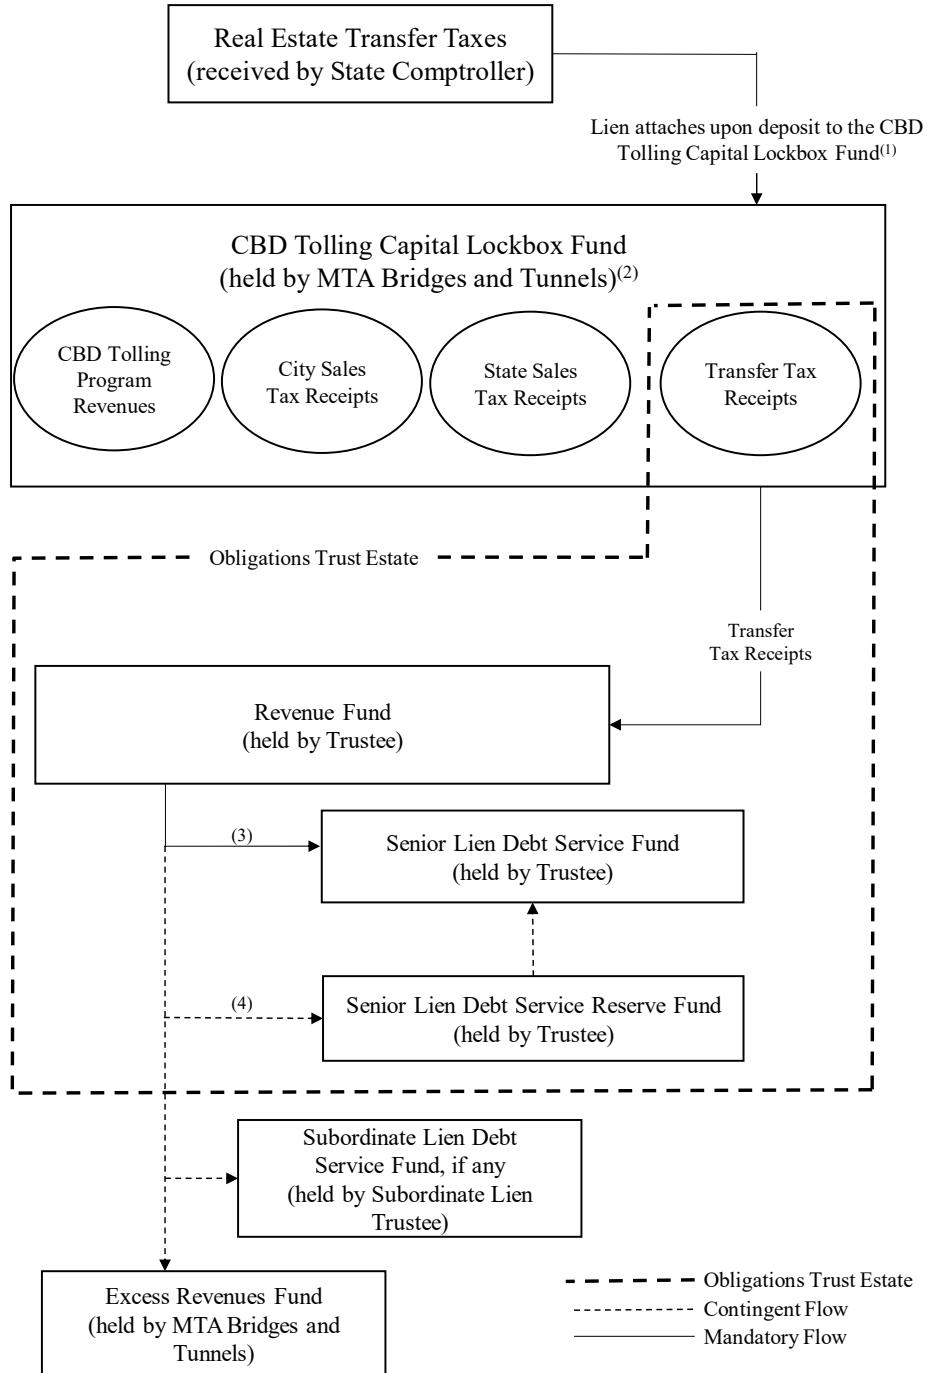 Real Estate Transfer Taxes
(received by State Comptroller)
Lien attaches upon deposit to the CBD
Tolling Capital Lockbox Fund(1)
CBD Tolling Capital Lockbox Fund
(held by MTA Bridges and Tunnels)(2)
CBD Tolling
Program
Revenues
City Sales
Tax Receipts
State Sales
Tax Receipts
Transfer Tax
Receipts
Obligations Trust Estate
Transfer
Tax Receipts
Revenue Fund
(held by Trustee)
(3)
Senior Lien Debt Service Fund
(held by Trustee)
(4)
Senior Lien Debt Service Reserve Fund
(held by Trustee)
Subordinate Lien Debt
Service Fund, if any
(held by Subordinate Lien
Trustee)
Excess Revenues Fund
(held by MTA Bridges and
Tunnels)
Obligations Trust Estate
Contingent Flow
Mandatory Flow